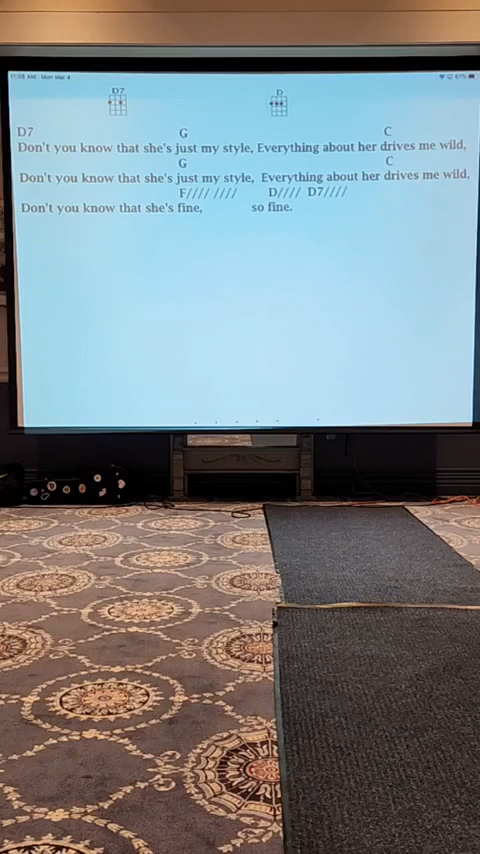 11:08 AM Mon Mar 4
67%
D7 D
D7 G C
Don't you know that she's just my style, Everything about her drives me wild,
G C
Don't you know that she's just my style, Everything about her drives me wild,
F//// //// D//// D7////
Don't you know that she's fine, so fine.